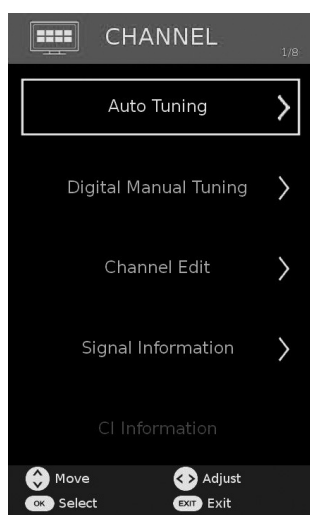 CHANNEL
1/8
Auto Tuning
Digital Manual Tuning
Channel Edit
Signal Information
CI Information
Move Adjust
OK Select EXIT Exit